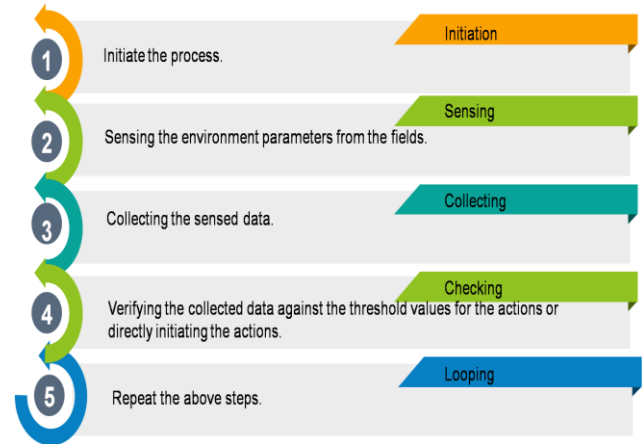 Initiation
1
Initiate the process.
Sensing
2
Sensing the environment parameters from the fields.
Collecting
3
Collecting the sensed data.
Checking
4
Verifying the collected data against the threshold values for the actions or
directly initiating the actions.
Looping
5
Repeat the above steps.